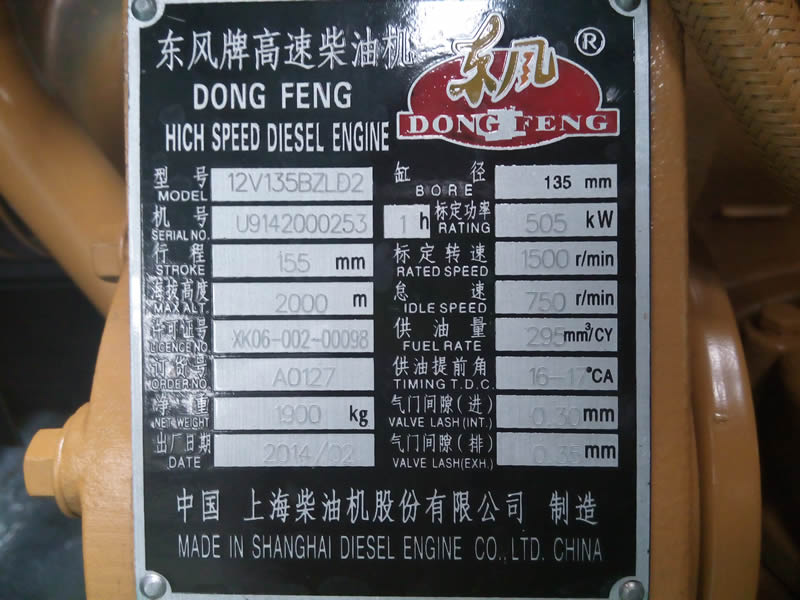 东风牌高速柴油机
东风 ®
DONG FENG
DONG FENG
HICH SPEED DIESEL ENGINE
型号 MODEL 12V135BZLD2
缸径 BORE 135 mm
机号 SERIAL NO. U9142000253
1 h 标定功率 RATING 505 kW
行程 STROKE 155 mm
标定转速 RATED SPEED 1500 r/min
海拔高度 MAX.ALT. 2000 m
怠速 IDLE SPEED 750 r/min
许可证号 LICENCE NO. XK06-002-00098
供油量 FUEL RATE 295 mm³/CY
订货号 ORDER NO. A0127
供油提前角 TIMING T.D.C. 16-17 °CA
净重 NET WEIGHT 1900 kg
气门间隙(进) VALVE LASH(INT.) 0.30 mm
出厂日期 DATE 2014/02
气门间隙(排) VALVE LASH(EXH.) 0.35 mm
中国 上海柴油机股份有限公司 制造
MADE IN SHANGHAI DIESEL ENGINE CO.,LTD. CHINA